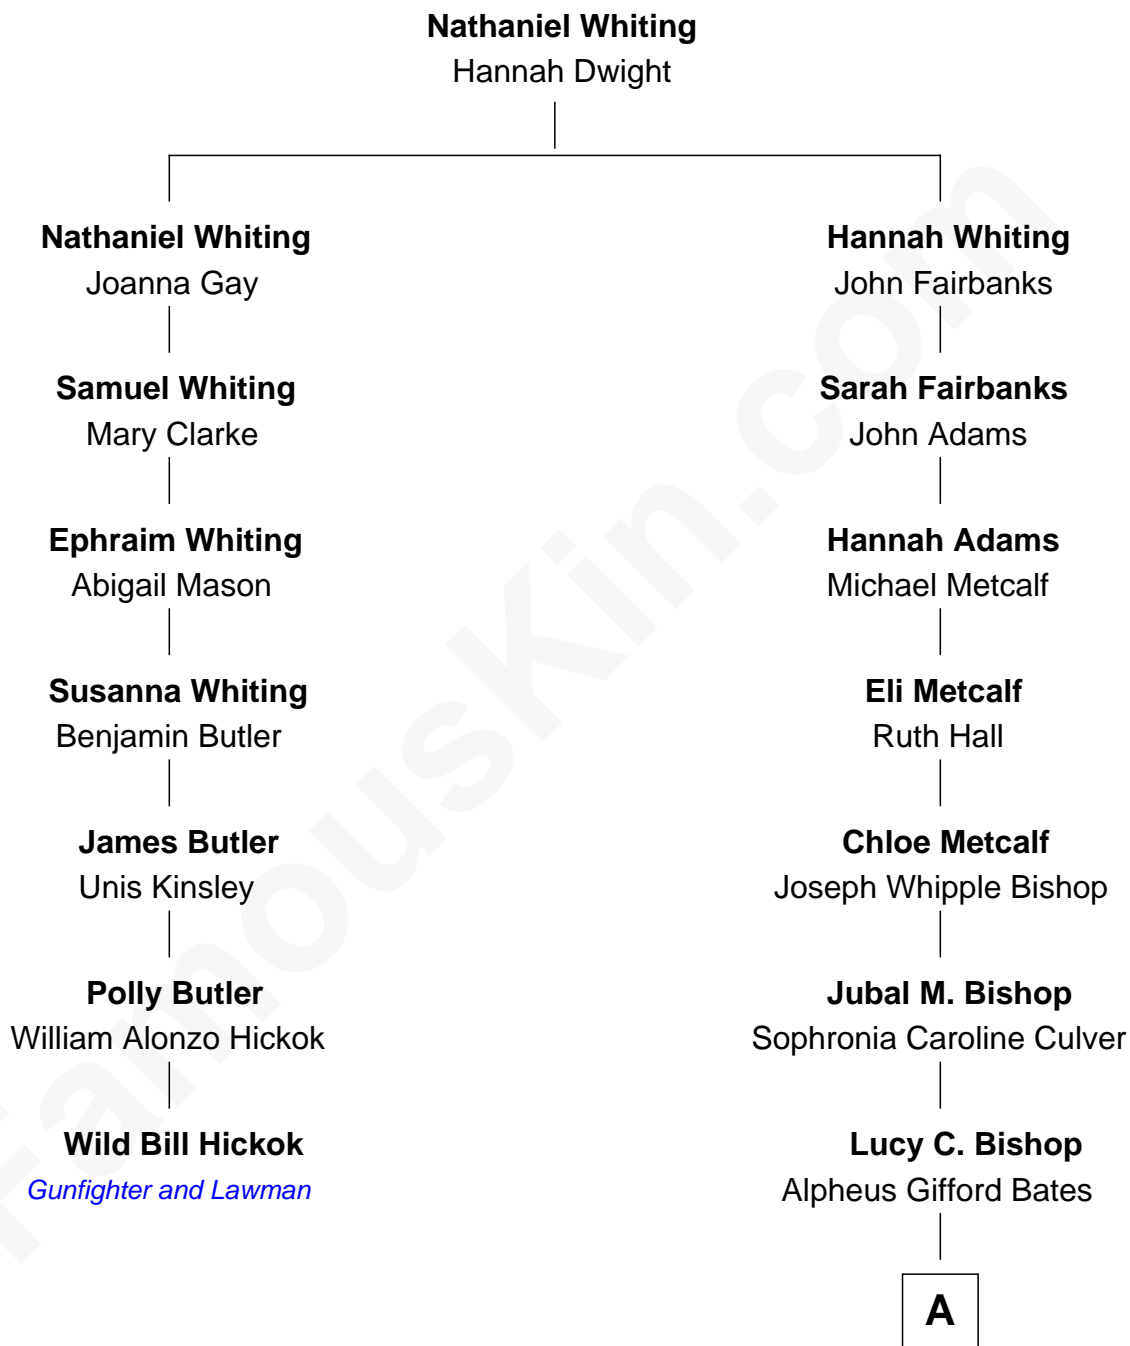 Nathaniel Whiting
Hannah Dwight
Nathaniel Whiting
Joanna Gay
Hannah Whiting
John Fairbanks
Samuel Whiting
Mary Clarke
Sarah Fairbanks
John Adams
Ephraim Whiting
Abigail Mason
Hannah Adams
Michael Metcalf
Susanna Whiting
Benjamin Butler
Eli Metcalf
Ruth Hall
James Butler
Unis Kinsley
Chloe Metcalf
Joseph Whipple Bishop
Polly Butler
William Alonzo Hickok
Jubal M. Bishop
Sophronia Caroline Culver
Wild Bill Hickok
Gunfighter and Lawman
Lucy C. Bishop
Alpheus Gifford Bates
A
FamousKin.com